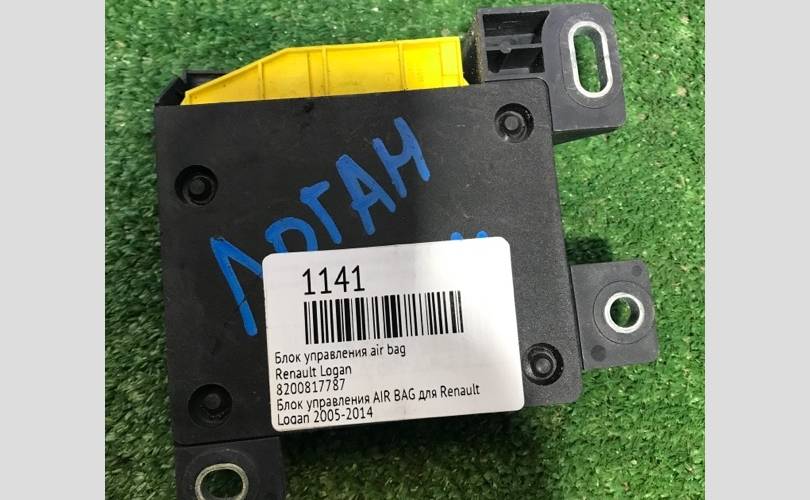 ЛОГАН
1141
Блок управления air bag
Renault Logan
8200817787
Блок управления AIR BAG для Renault
Logan 2005-2014